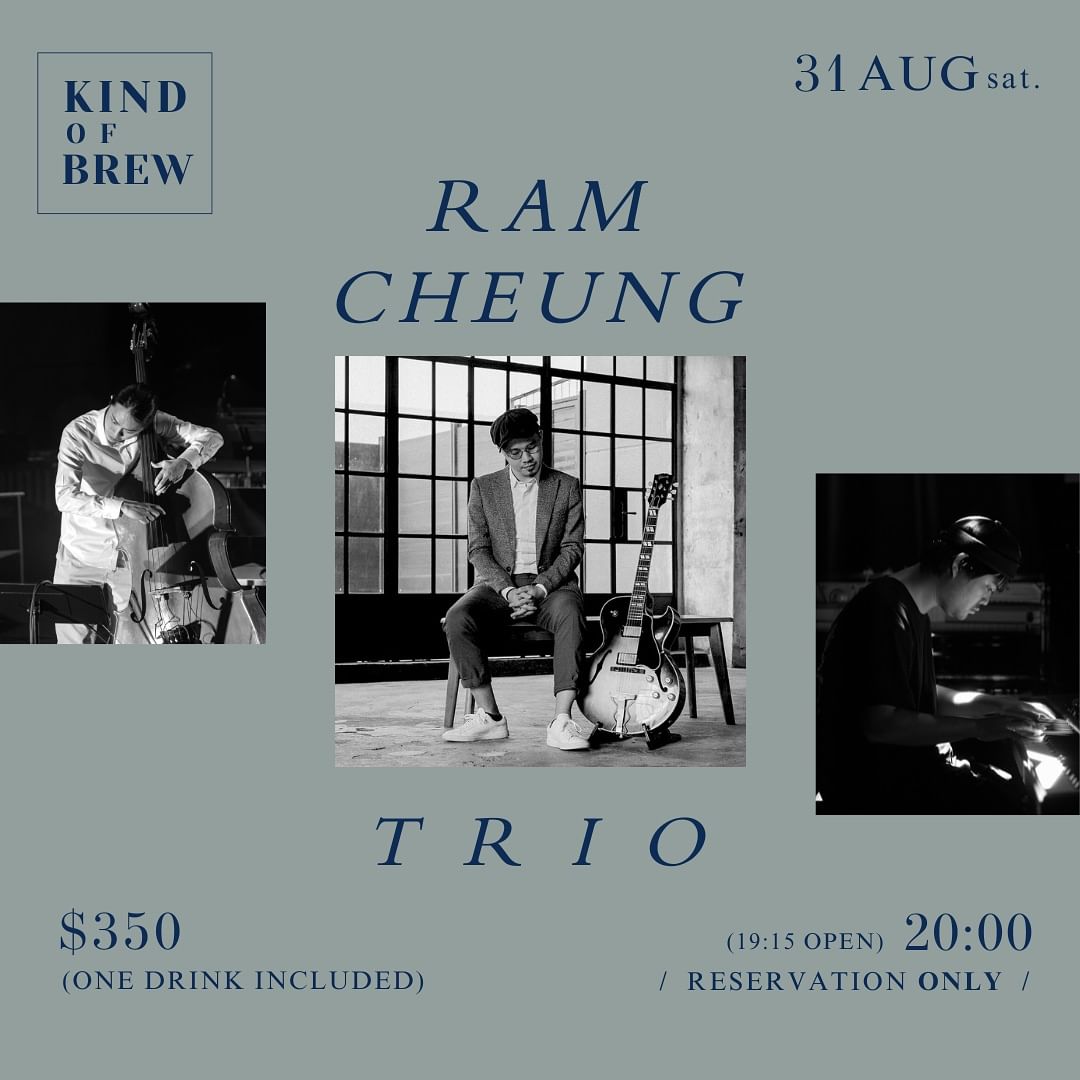 KIND
OF
BREW
31 AUG sat.
RAM
CHEUNG
TRIO
$350
(ONE DRINK INCLUDED)
(19:15 OPEN) 20:00
/ RESERVATION ONLY /